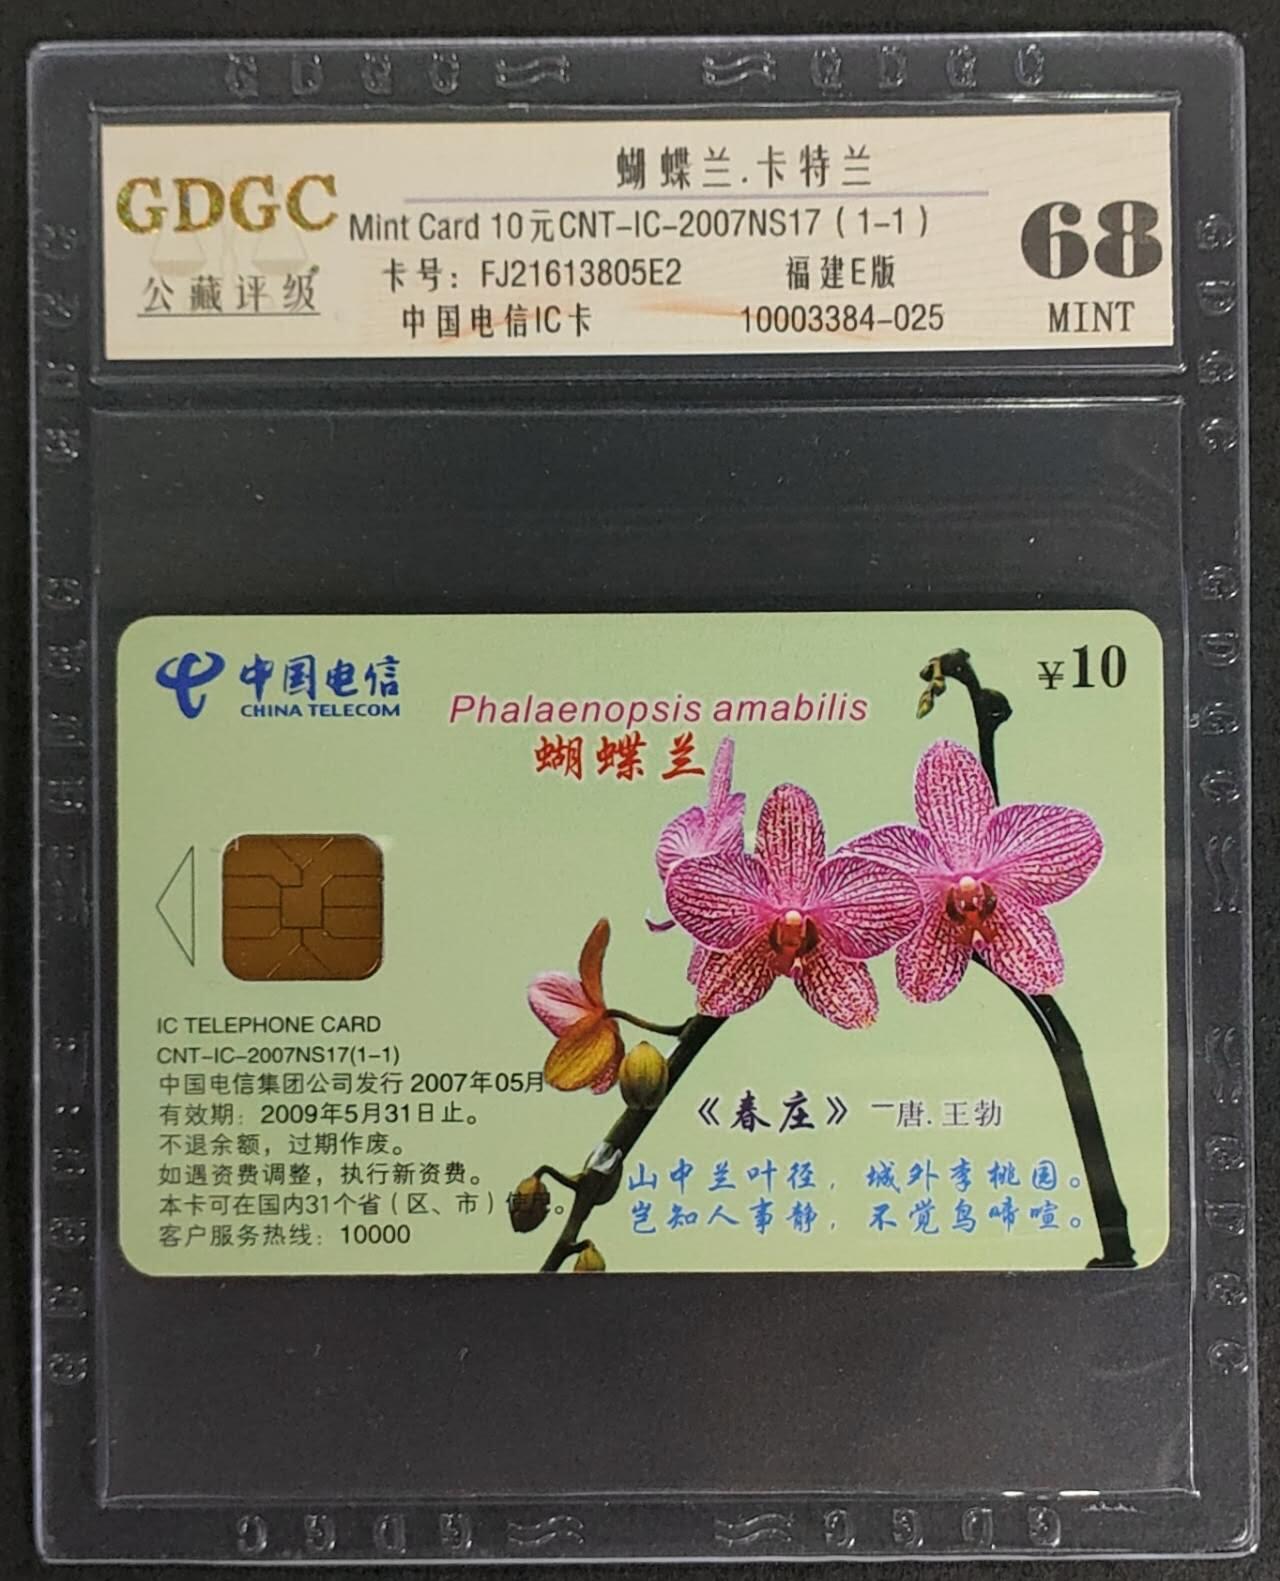 GDGC
公藏评级
蝴蝶兰.卡特兰
Mint Card 10元CNT-IC-2007NS17(1-1)
卡号: FJ21613805E2 福建E版
中国电信IC卡 10003384-025
68
MINT
中国电信
CHINA TELECOM
Phalaenopsis amabilis
蝴蝶兰
¥10
IC TELEPHONE CARD
CNT-IC-2007NS17(1-1)
中国电信集团公司发行 2007年05月
有效期: 2009年5月31日止。
不退余额,过期作废。
如遇资费调整,执行新资费。
本卡可在国内31个省(区、市)使用。
客户服务热线: 10000
《春庄》—唐.王勃
山中兰叶径,城外李桃园。
岂知人事静,不觉鸟啼喧。